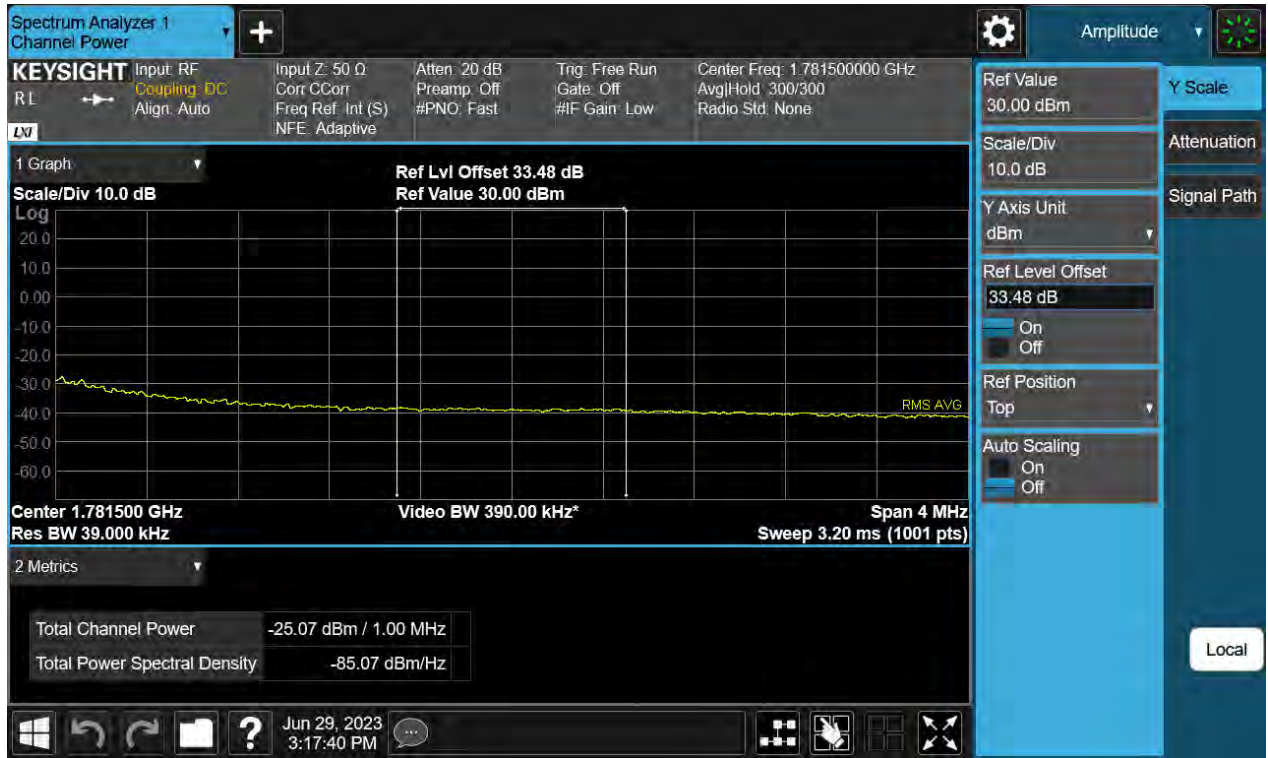 Spectrum Analyzer 1
Channel Power
+
Amplitude
KEYSIGHT
RL
LXI
Input: RF
Coupling: DC
Align: Auto
Input Z: 50 Ω
Corr CCorr
Freq Ref: Int (S)
NFE: Adaptive
Atten: 20 dB
Preamp: Off
#PNO: Fast
Trig: Free Run
Gate: Off
#IF Gain: Low
Center Freq: 1.781500000 GHz
Avg|Hold: 300/300
Radio Std: None
1 Graph
Scale/Div 10.0 dB
Ref Lvl Offset 33.48 dB
Ref Value 30.00 dBm
Log
20.0
10.0
0.00
-10.0
-20.0
-30.0
-40.0
-50.0
-60.0
RMS AVG
Center 1.781500 GHz
Video BW 390.00 kHz*
Span 4 MHz
Res BW 39.000 kHz
Sweep 3.20 ms (1001 pts)
2 Metrics
Total Channel Power -25.07 dBm / 1.00 MHz
Total Power Spectral Density -85.07 dBm/Hz
?
Jun 29, 2023
3:17:40 PM
Ref Value
30.00 dBm
Scale/Div
10.0 dB
Y Axis Unit
dBm
Ref Level Offset
33.48 dB
On
Off
Ref Position
Top
Auto Scaling
On
Off
Y Scale
Attenuation
Signal Path
Local